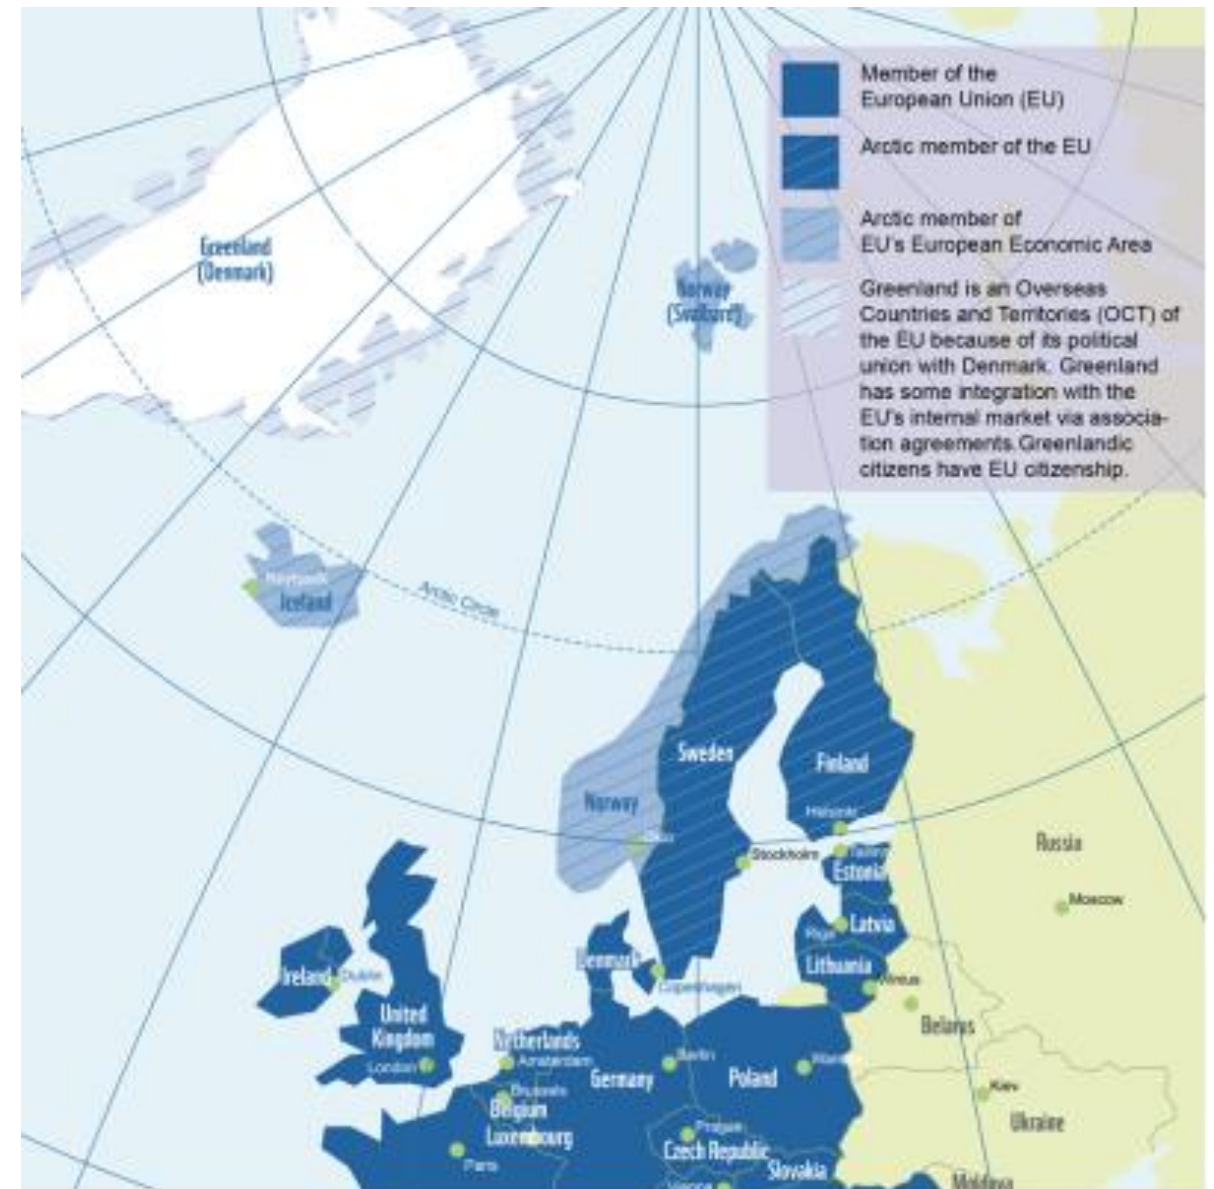 Member of the
European Union (EU)
Arctic member of the EU
Arctic member of
EU's European Economic Area
Greenland is an Overseas
Countries and Territories (OCT) of
the EU because of its political
union with Denmark. Greenland
has some integration with the
EU's internal market via associa-
tion agreements.Greenlandic
citizens have EU citizenship.
Greenland
(Denmark)
Norway
(Svalbard)
Iceland
Arctic Circle
Sweden
Finland
Norway
Helsinki
Oslo
Stockholm
Tallinn
Estonia
Russia
Moscow
Riga
Latvia
Denmark
Lithuania
Vilnius
Ireland
Dublin
Copenhagen
United
Kingdom
Belarus
Netherlands
London
Amsterdam
Berlin
Germany
Poland
Brussels
Belgium
Kiev
Ukraine
Luxembourg
Prague
Czech Republic
Paris
Slovakia
Moldova